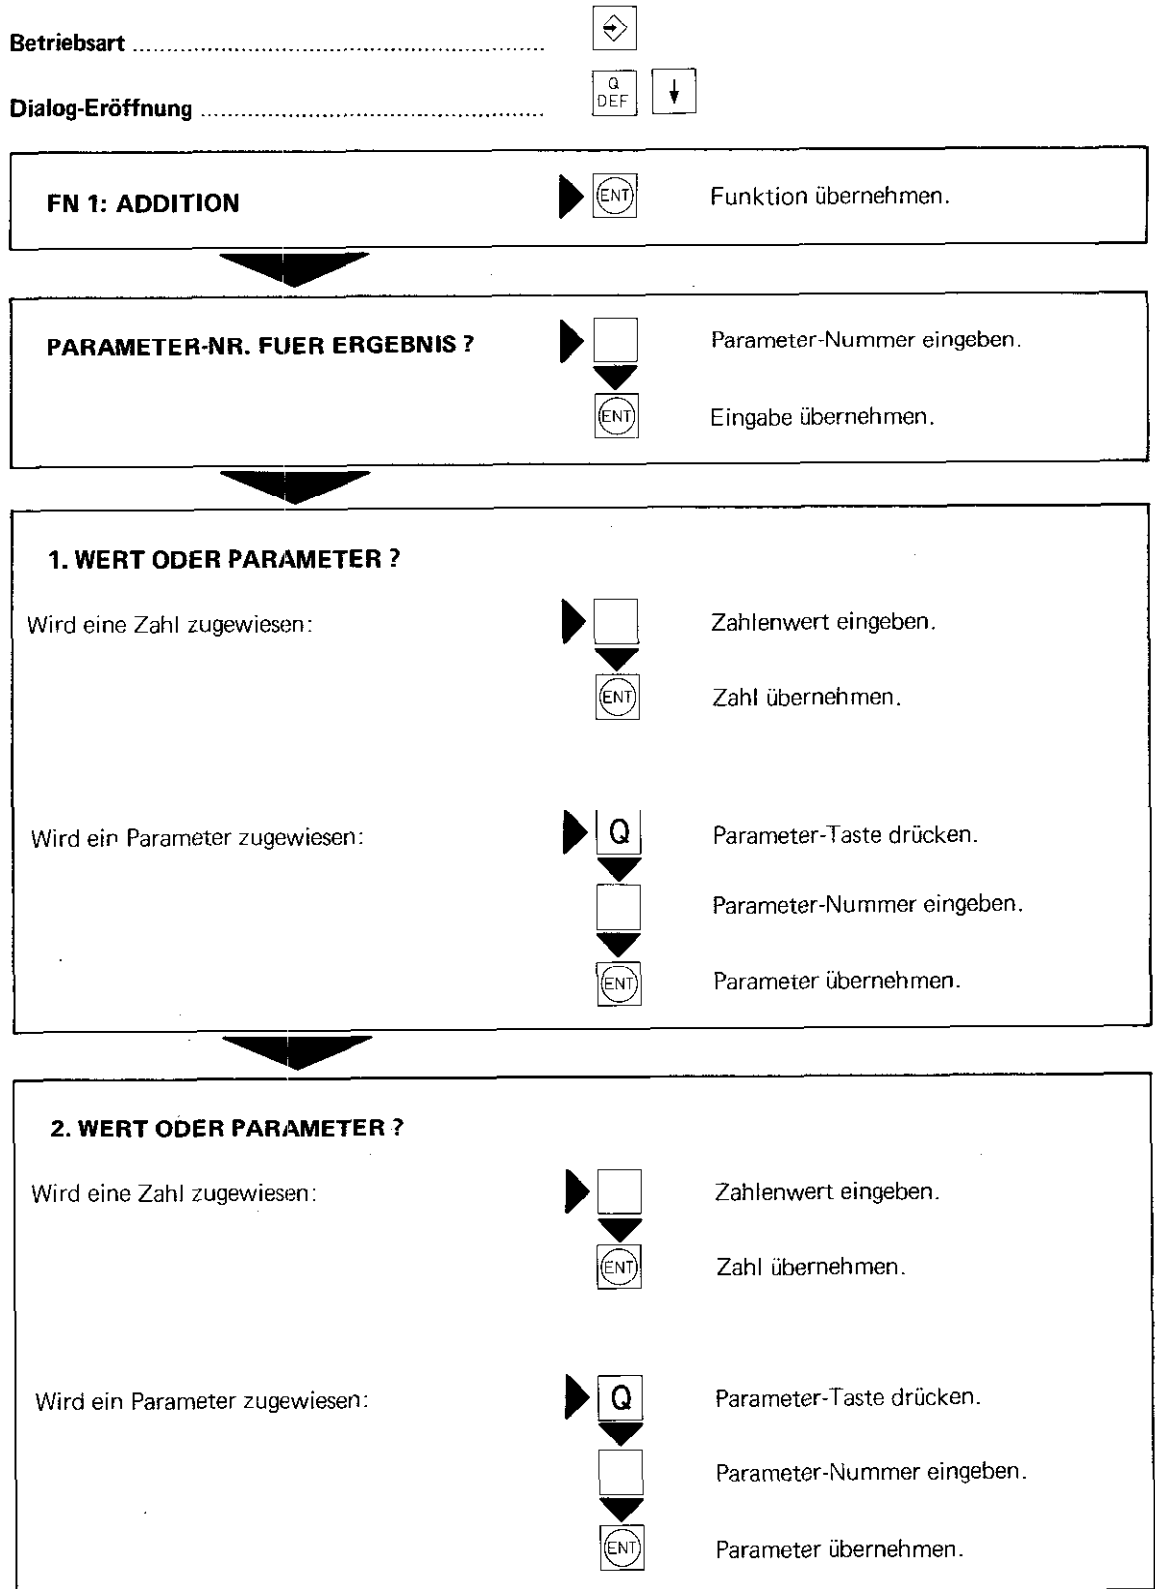 Betriebsart ....................................................
Dialog-Eröffnung ...........................................
Q
DEF
FN 1: ADDITION
ENT
Funktion übernehmen.
PARAMETER-NR. FUER ERGEBNIS ?
Parameter-Nummer eingeben.
ENT
Eingabe übernehmen.
1. WERT ODER PARAMETER ?
Wird eine Zahl zugewiesen:
Zahlenwert eingeben.
ENT
Zahl übernehmen.
Wird ein Parameter zugewiesen:
Q
Parameter-Taste drücken.
Parameter-Nummer eingeben.
ENT
Parameter übernehmen.
2. WERT ODER PARAMETER ?
Wird eine Zahl zugewiesen:
Zahlenwert eingeben.
ENT
Zahl übernehmen.
Wird ein Parameter zugewiesen:
Q
Parameter-Taste drücken.
Parameter-Nummer eingeben.
ENT
Parameter übernehmen.